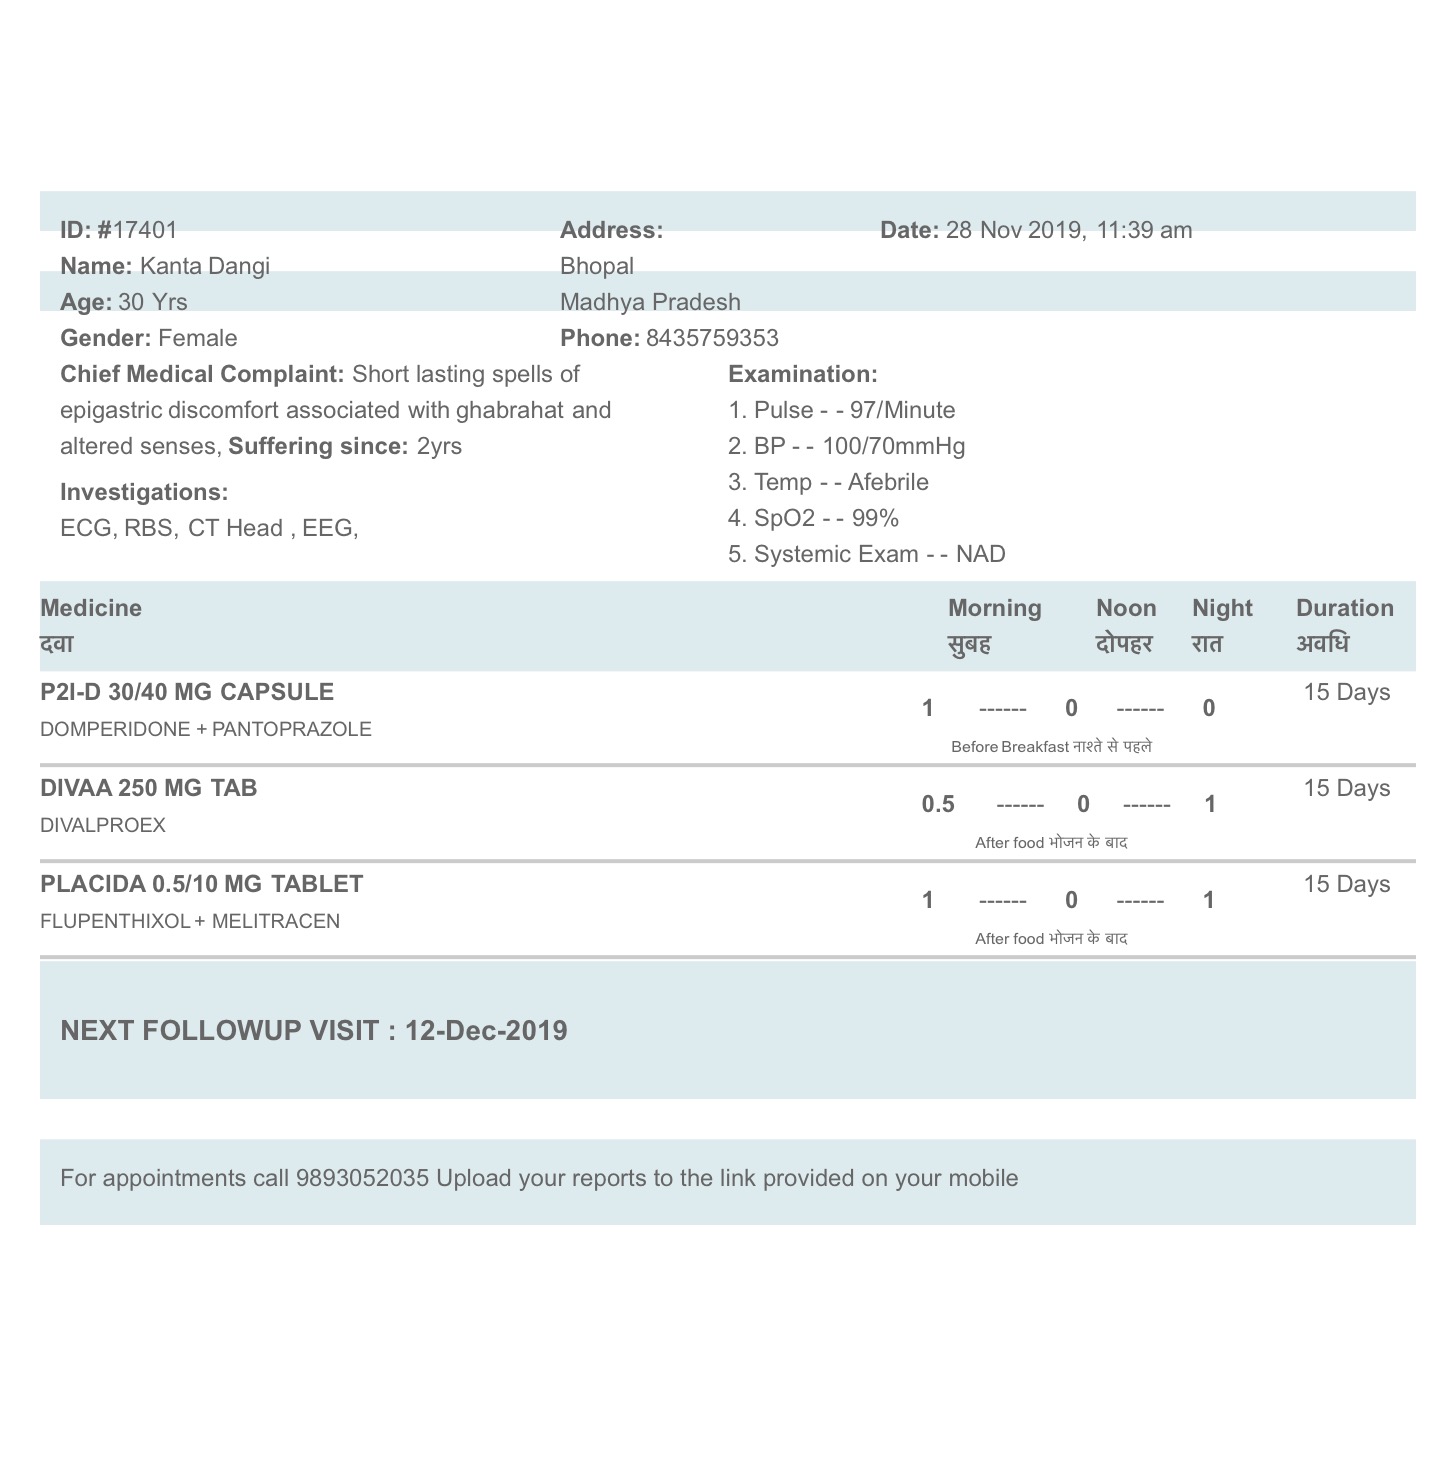 ID: #17401 Address: Date: 28 Nov 2019, 11:39 am
Name: Kanta Dangi Bhopal
Age: 30 Yrs Madhya Pradesh
Gender: Female Phone: 8435759353
Chief Medical Complaint: Short lasting spells of
epigastric discomfort associated with ghabrahat and
altered senses, Suffering since: 2yrs
Investigations:
ECG, RBS, CT Head , EEG,
Examination:
1. Pulse - - 97/Minute
2. BP - - 100/70mmHg
3. Temp - - Afebrile
4. SpO2 - - 99%
5. Systemic Exam - - NAD
Medicine Morning Noon Night Duration
दवा सुबह दोपहर रात अवधि
P2I-D 30/40 MG CAPSULE 15 Days
1 ------ 0 ------ 0
DOMPERIDONE + PANTOPRAZOLE
Before Breakfast नाश्ते से पहले
DIVAA 250 MG TAB 15 Days
0.5 ------ 0 ------ 1
DIVALPROEX
After food भोजन के बाद
PLACIDA 0.5/10 MG TABLET 15 Days
1 ------ 0 ------ 1
FLUPENTHIXOL + MELITRACEN
After food भोजन के बाद
NEXT FOLLOWUP VISIT : 12-Dec-2019
For appointments call 9893052035 Upload your reports to the link provided on your mobile